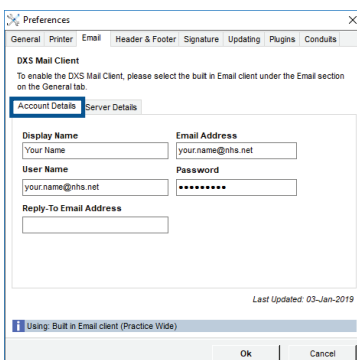 Preferences
General Printer Email Header & Footer Signature Updating Plugins Conduits
DXS Mail Client
To enable the DXS Mail Client, please select the built in Email client under the Email section
on the General tab.
Account Details Server Details
Display Name Email Address
Your Name your.name@nhs.net
User Name Password
your.name@nhs.net •••••••••
Reply-To Email Address
Last Updated: 03-Jan-2019
i Using: Built in Email client (Practice Wide)
Ok Cancel